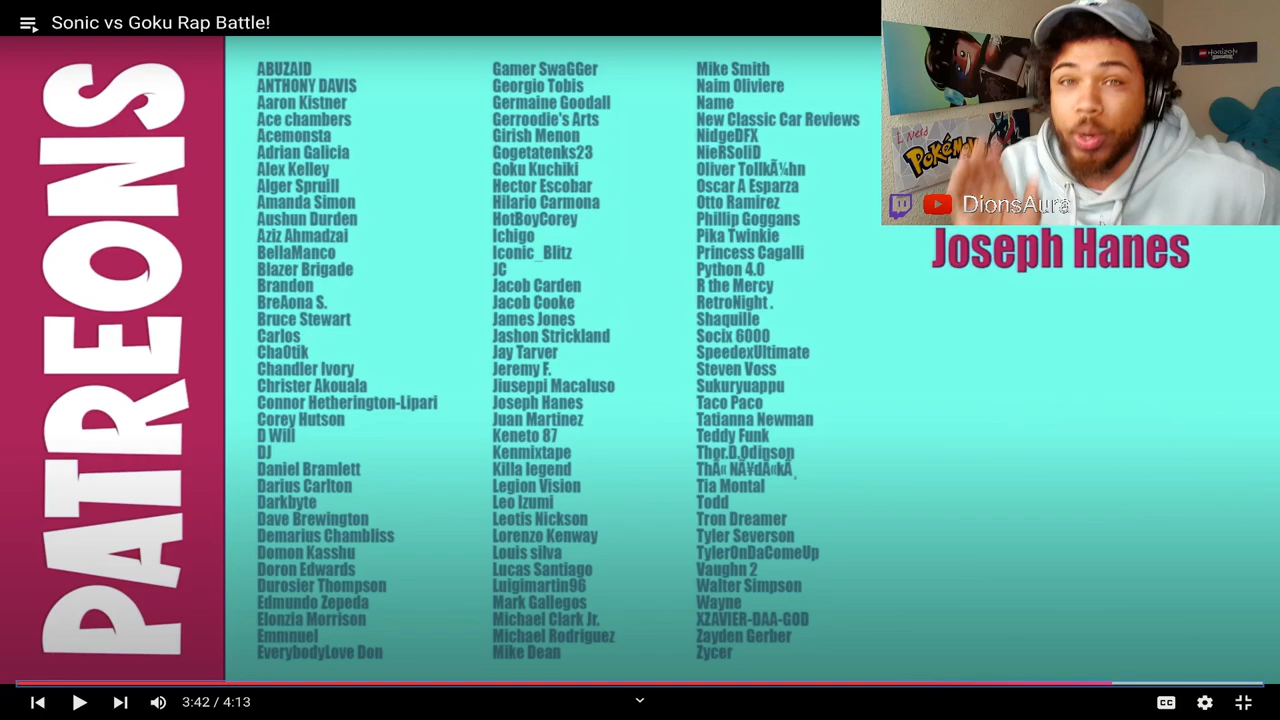 Sonic vs Goku Rap Battle!
PATREONS
ABUZAID
ANTHONY DAVIS
Aaron Kistner
Ace chambers
Acemonsta
Adrian Galicia
Alex Kelley
Alger Spruill
Amanda Simon
Aushun Durden
Aziz Ahmadzai
BellaManco
Blazer Brigade
Brandon
BreAona S.
Bruce Stewart
Carlos
Cha0tik
Chandler Ivory
Christer Akouala
Connor Hetherington-Lipari
Corey Hutson
D Will
DJ
Daniel Bramlett
Darius Carlton
Darkbyte
Dave Brewington
Demarius Chambliss
Domon Kasshu
Doron Edwards
Durosier Thompson
Edmundo Zepeda
Elonzia Morrison
Emmnuel
EverybodyLove Don
Gamer SwaGGer
Georgio Tobis
Germaine Goodall
Gerroodie's Arts
Girish Menon
Gogetatenks23
Goku Kuchiki
Hector Escobar
Hilario Carmona
HotBoyCorey
Ichigo
Iconic_Blitz
JC
Jacob Carden
Jacob Cooke
James Jones
Jashon Strickland
Jay Tarver
Jeremy F.
Jiuseppi Macaluso
Joseph Hanes
Juan Martinez
Keneto 87
Kenmixtape
Killa legend
Legion Vision
Leo Izumi
Leotis Nickson
Lorenzo Kenway
Louis silva
Lucas Santiago
Luigimartin96
Mark Gallegos
Michael Clark Jr.
Michael Rodriguez
Mike Dean
Mike Smith
Naim Oliviere
Name
New Classic Car Reviews
NidgeDFX
NieRSoliD
Oliver TollkÃ¼hn
Oscar A Esparza
Otto Ramirez
Phillip Goggans
Pika Twinkie
Princess Cagalli
Python 4.0
R the Mercy
RetroNight .
Shaquille
Socix 6000
SpeedexUltimate
Steven Voss
Sukuryuappu
Taco Paco
Tatianna Newman
Teddy Funk
Thor.D.Odinson
Tia Montal
Todd
Tron Dreamer
Tyler Severson
TylerOnDaComeUp
Vaughn 2
Walter Simpson
Wayne
XZAVIER-DAA-GOD
Zayden Gerber
Zycer
HORIZON
Nerd
POKéMON
DionsAura
Joseph Hanes
3:42 / 4:13
CC